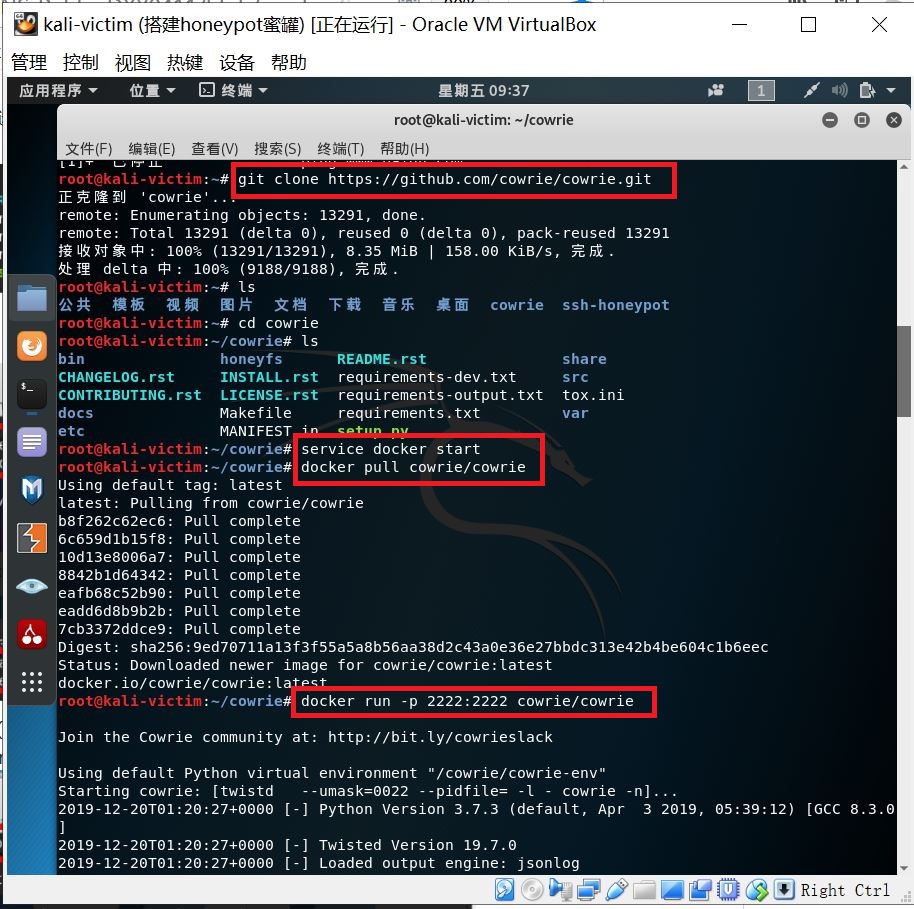 kali-victim (搭建honeypot蜜罐) [正在运行] - Oracle VM VirtualBox
管理 控制 视图 热键 设备 帮助
应用程序 位置 终端 星期五 09:37 1
root@kali-victim: ~/cowrie
文件(F) 编辑(E) 查看(V) 搜索(S) 终端(T) 帮助(H)
[1]+ 已停止
root@kali-victim:~# git clone https://github.com/cowrie/cowrie.git
正克隆到 'cowrie'...
remote: Enumerating objects: 13291, done.
remote: Total 13291 (delta 0), reused 0 (delta 0), pack-reused 13291
接收对象中: 100% (13291/13291), 8.35 MiB | 158.00 KiB/s, 完成.
处理 delta 中: 100% (9188/9188), 完成.
root@kali-victim:~# ls
公共 模板 视频 图片 文档 下载 音乐 桌面 cowrie ssh-honeypot
root@kali-victim:~# cd cowrie
root@kali-victim:~/cowrie# ls
bin honeyfs README.rst share
CHANGELOG.rst INSTALL.rst requirements-dev.txt src
CONTRIBUTING.rst LICENSE.rst requirements-output.txt tox.ini
docs Makefile requirements.txt var
etc MANIFEST.in setup.py
root@kali-victim:~/cowrie# service docker start
root@kali-victim:~/cowrie# docker pull cowrie/cowrie
Using default tag: latest
latest: Pulling from cowrie/cowrie
b8f262c62ec6: Pull complete
6c659d1b15f8: Pull complete
10d13e8006a7: Pull complete
8842b1d64342: Pull complete
eafb68c52b90: Pull complete
eadd6d8b9b2b: Pull complete
7cb3372ddce9: Pull complete
Digest: sha256:9ed70711a13f3f55a5a8b56aa38d2c43a0e36e27bbdc313e42b4be604c1b6eec
Status: Downloaded newer image for cowrie/cowrie:latest
docker.io/cowrie/cowrie:latest
root@kali-victim:~/cowrie# docker run -p 2222:2222 cowrie/cowrie
Join the Cowrie community at: http://bit.ly/cowrieslack
Using default Python virtual environment "/cowrie/cowrie-env"
Starting cowrie: [twistd   --umask=0022 --pidfile= -l - cowrie -n]...
2019-12-20T01:20:27+0000 [-] Python Version 3.7.3 (default, Apr  3 2019, 05:39:12) [GCC 8.3.0
]
2019-12-20T01:20:27+0000 [-] Twisted Version 19.7.0
2019-12-20T01:20:27+0000 [-] Loaded output engine: jsonlog
Right Ctrl